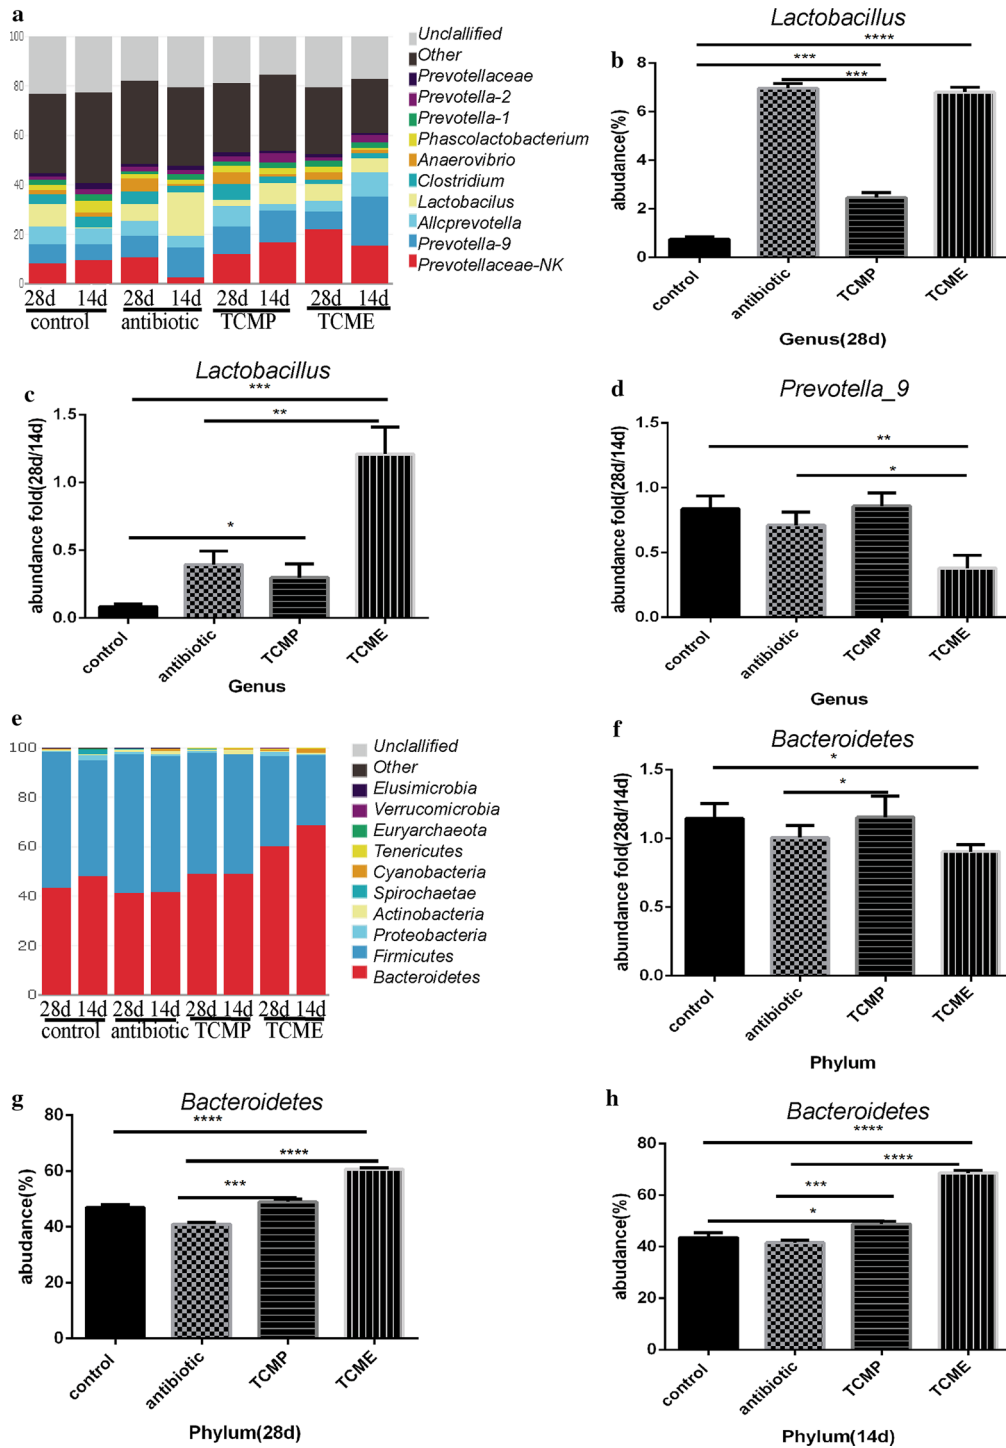 a
100
80
60
40
20
0
28d 14d 28d 14d 28d 14d 28d 14d
control antibiotic TCMP TCME
Unclallified
Other
Prevotellaceae
Prevotella-2
Prevotella-1
Phascolactobacterium
Anaerovibrio
Clostridium
Lactobacillus
Allcprevotella
Prevotella-9
Prevotellaceae-NK
b
Lactobacillus
****
***
***
abudance(%)
8
6
4
2
0
control antibiotic TCMP TCME
Genus(28d)
c
Lactobacillus
***
**
*
abundance fold(28d/14d)
1.5
1.0
0.5
0.0
control antibiotic TCMP TCME
Genus
d
Prevotella_9
**
*
abundance fold(28d/14d)
1.5
1.0
0.5
0.0
control antibiotic TCMP TCME
Genus
e
100
80
60
40
20
0
28d 14d 28d 14d 28d 14d 28d 14d
control antibiotic TCMP TCME
Unclallified
Other
Elusimicrobia
Verrucomicrobia
Euryarchaeota
Tenericutes
Cyanobacteria
Spirochaetae
Actinobacteria
Proteobacteria
Firmicutes
Bacteroidetes
f
Bacteroidetes
*
*
abundance fold(28d/14d)
1.5
1.0
0.5
0.0
control antibiotic TCMP TCME
Phylum
g
Bacteroidetes
****
****
***
abudance(%)
80
60
40
20
0
control antibiotic TCMP TCME
Phylum(28d)
h
Bacteroidetes
****
****
***
*
abudance(%)
80
60
40
20
0
control antibiotic TCMP TCME
Phylum(14d)